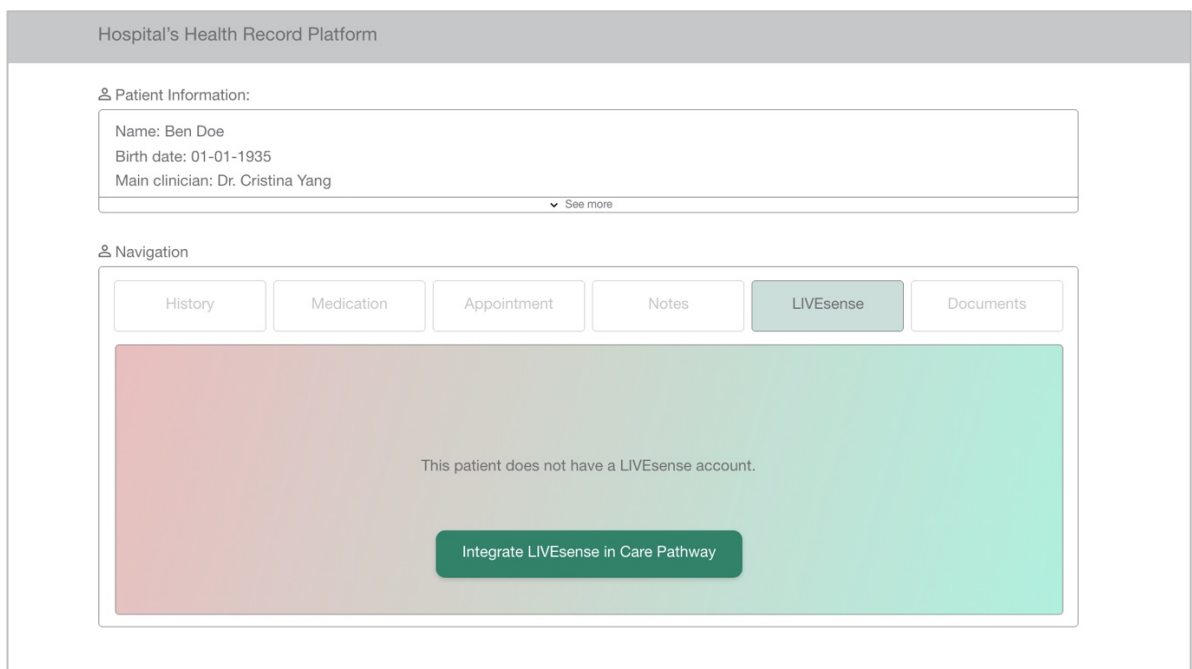 Hospital's Health Record Platform
Patient Information:
Name: Ben Doe
Birth date: 01-01-1935
Main clinician: Dr. Cristina Yang
See more
Navigation
History
Medication
Appointment
Notes
LIVEsense
Documents
This patient does not have a LIVEsense account.
Integrate LIVEsense in Care Pathway